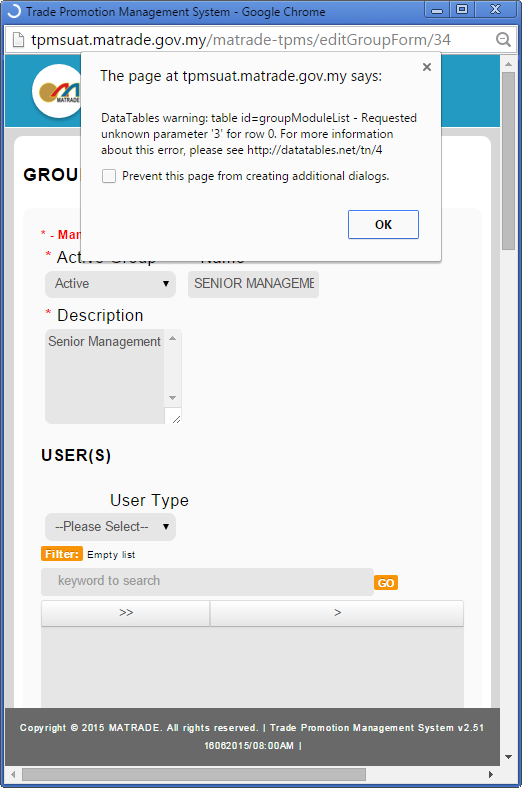 Trade Promotion Management System - Google Chrome
tpmsuat.matrade.gov.my/matrade-tpms/editGroupForm/34
MATRADE
The page at tpmsuat.matrade.gov.my says:
DataTables warning: table id=groupModuleList - Requested
unknown parameter '3' for row 0. For more information
about this error, please see http://datatables.net/tn/4
Prevent this page from creating additional dialogs.
OK
* - Man
* Active Group Name
Active SENIOR MANAGEME
* Description
Senior Management
USER(S)
User Type
--Please Select--
Filter: Empty list
keyword to search GO
>> >
Copyright © 2015 MATRADE. All rights reserved. | Trade Promotion Management System v2.51
16062015/08:00AM |